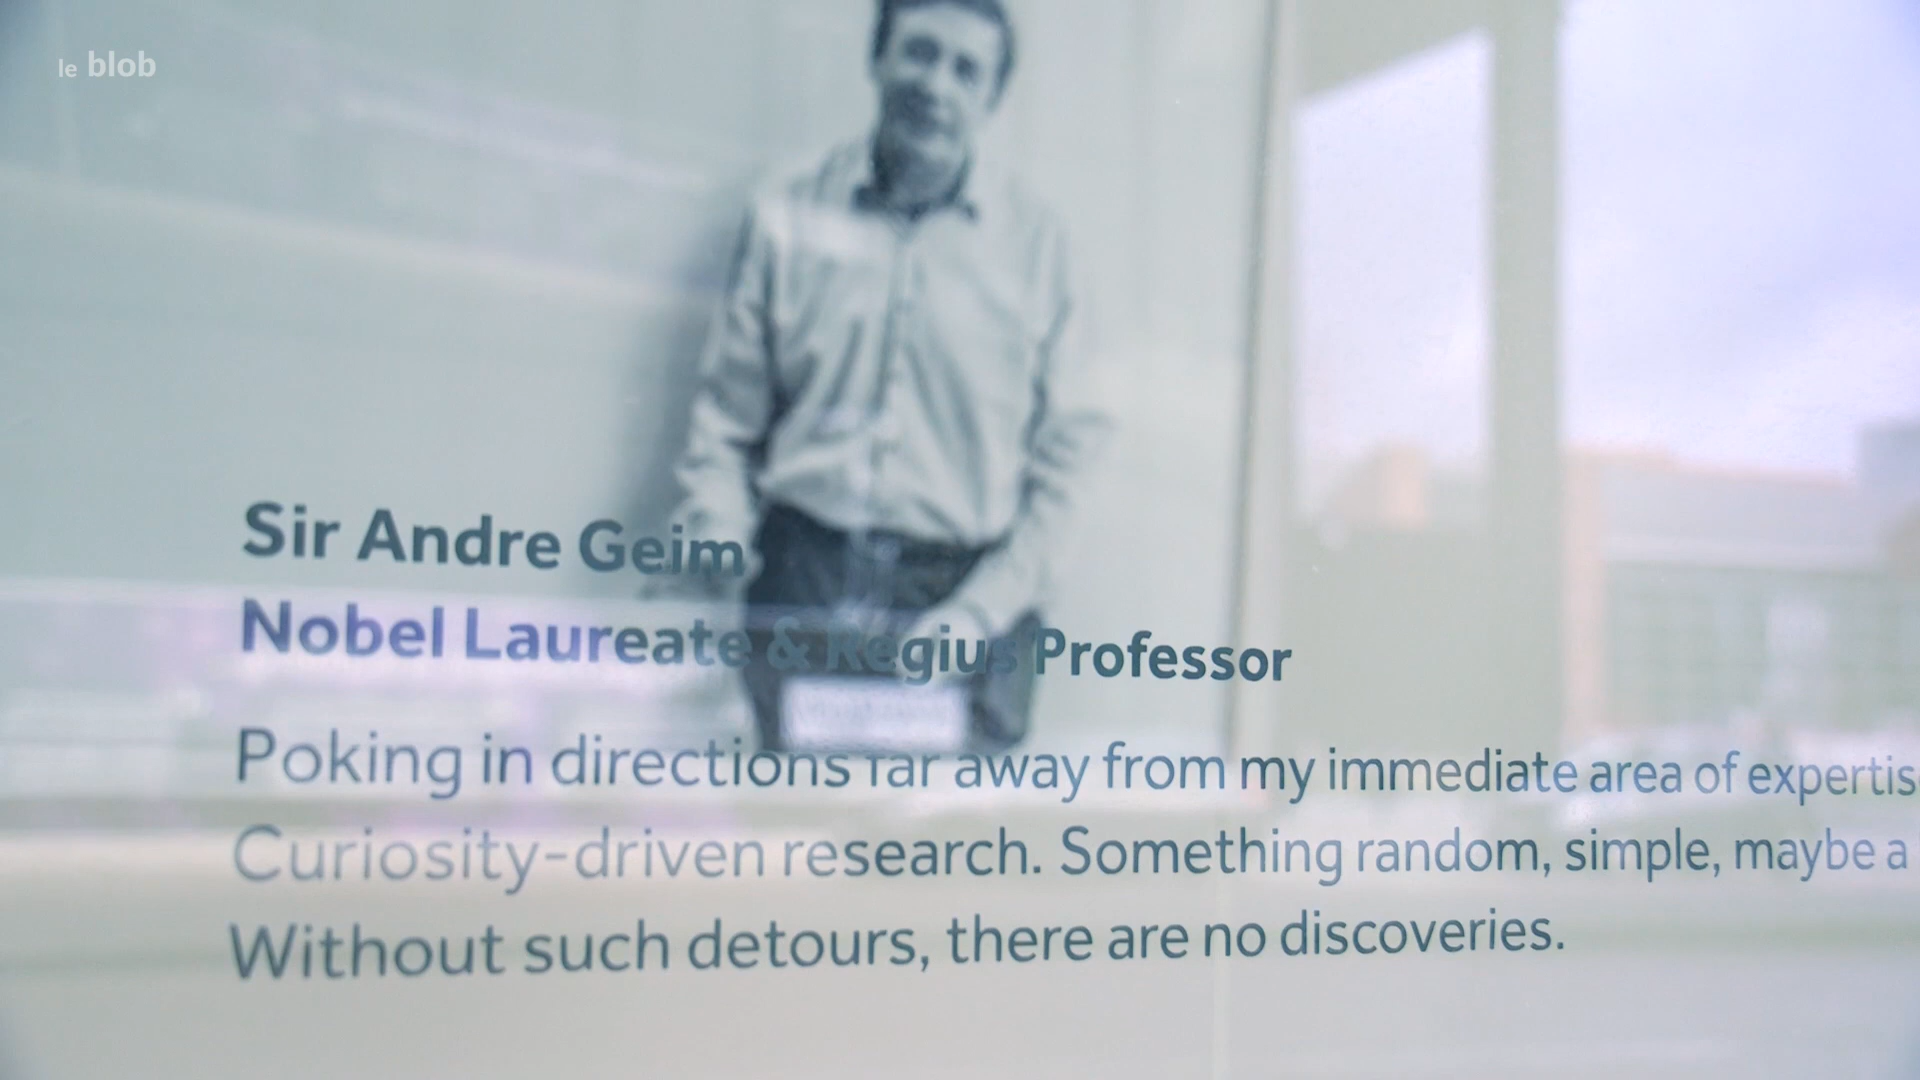 le blob
Sir Andre Geim
Nobel Laureate & Regius Professor
Poking in directions far away from my immediate area of expertis
Curiosity-driven research. Something random, simple, maybe a
Without such detours, there are no discoveries.